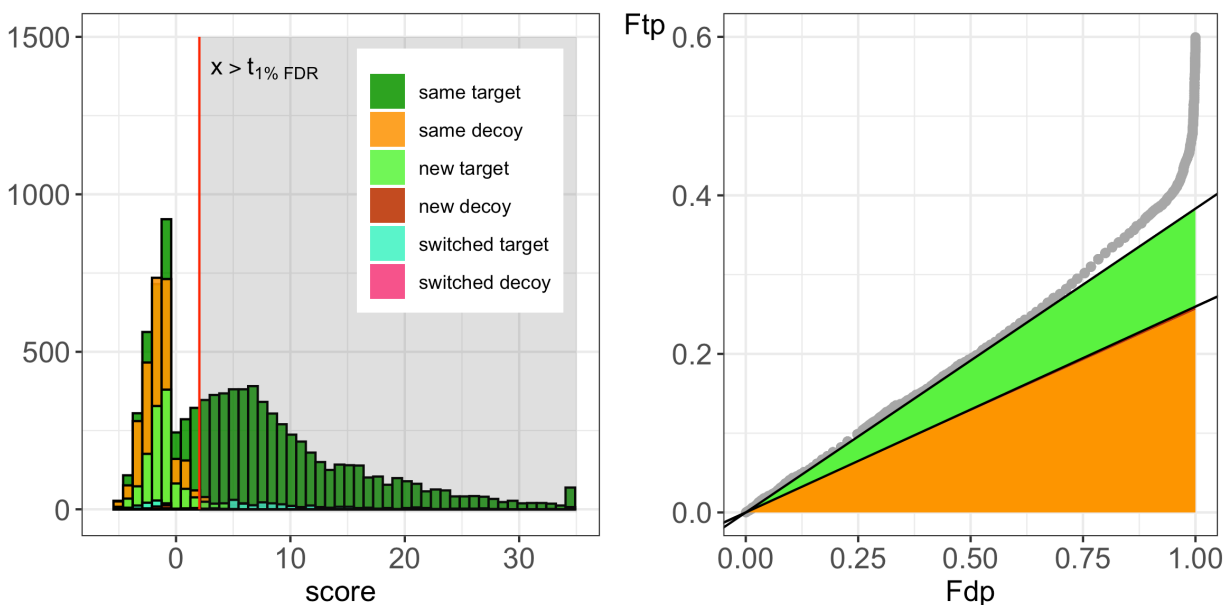 1500
1000
500
0
0
10
20
30
score
x > t1% FDR
same target
same decoy
new target
new decoy
switched target
switched decoy
Ftp
0.6
0.4
0.2
0.0
0.00
0.25
0.50
0.75
1.00
Fdp